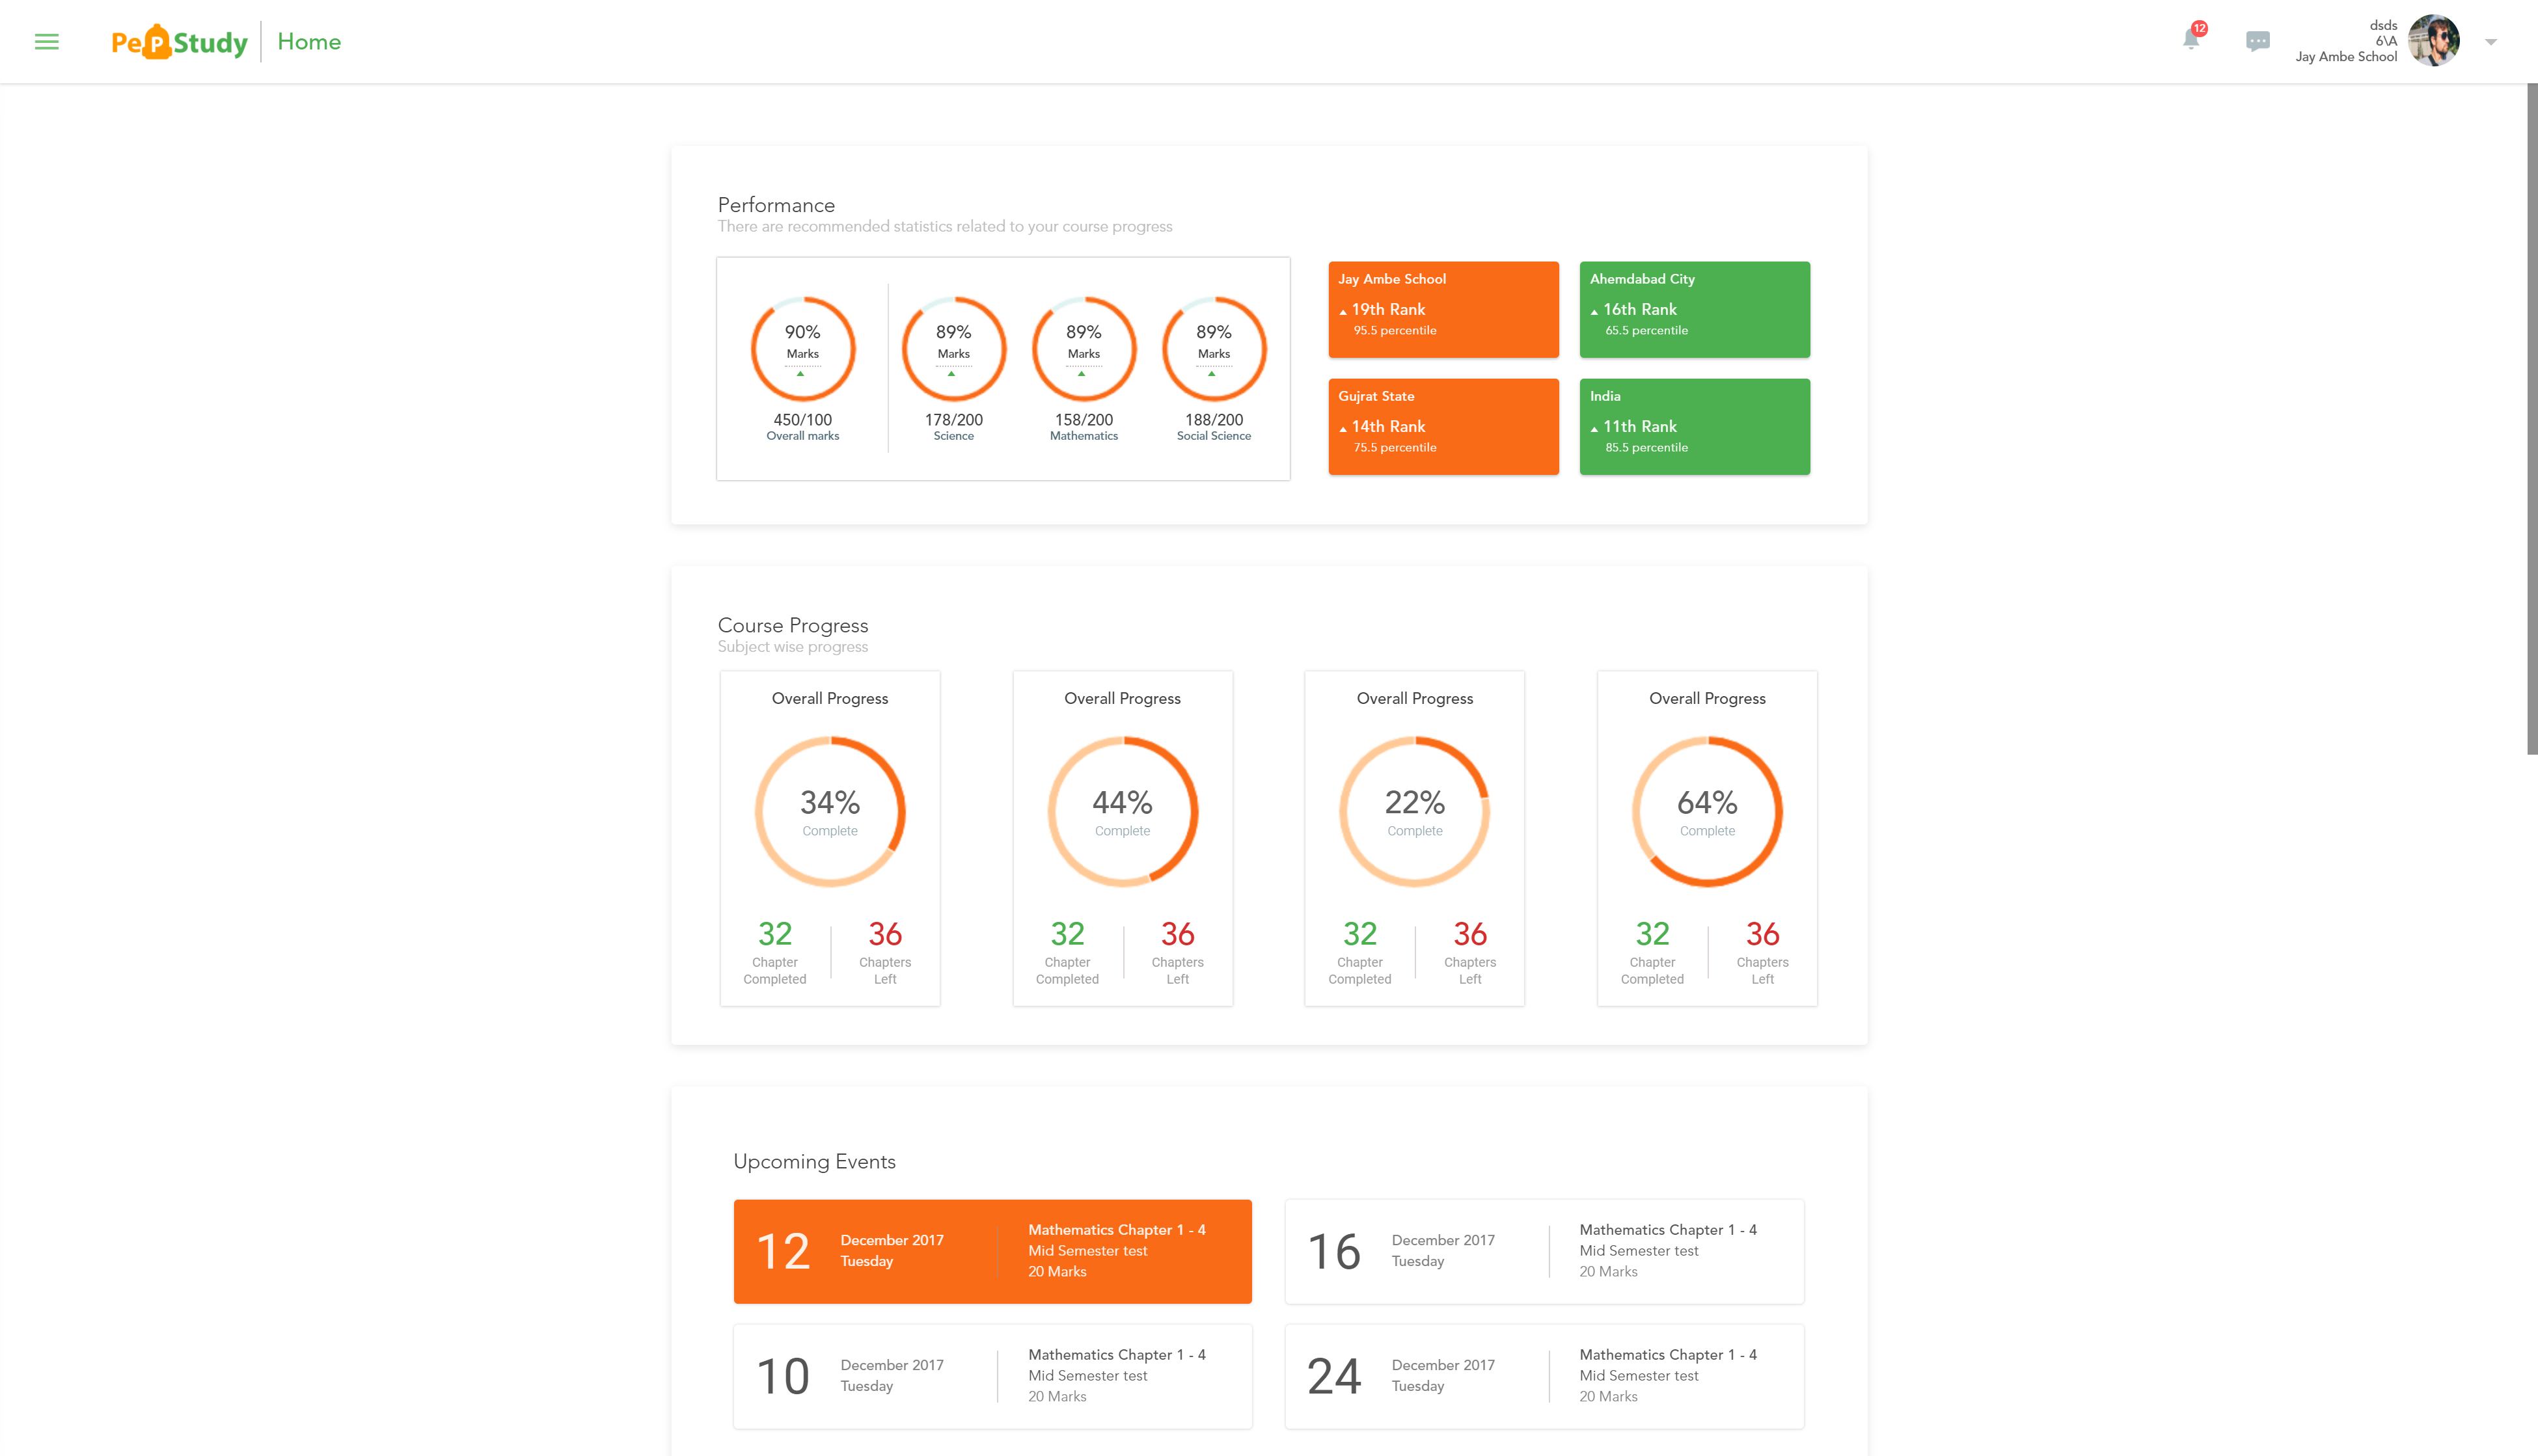 PePStudy
Home
12
dsds
6\A
Jay Ambe School
Performance
There are recommended statistics related to your course progress
90%
Marks
450/100
Overall marks
89%
Marks
178/200
Science
89%
Marks
158/200
Mathematics
89%
Marks
188/200
Social Science
Jay Ambe School
19th Rank
95.5 percentile
Ahemdabad City
16th Rank
65.5 percentile
Gujrat State
14th Rank
75.5 percentile
India
11th Rank
85.5 percentile
Course Progress
Subject wise progress
Overall Progress
34%
Complete
32
Chapter
Completed
36
Chapters
Left
Overall Progress
44%
Complete
32
Chapter
Completed
36
Chapters
Left
Overall Progress
22%
Complete
32
Chapter
Completed
36
Chapters
Left
Overall Progress
64%
Complete
32
Chapter
Completed
36
Chapters
Left
Upcoming Events
12
December 2017
Tuesday
Mathematics Chapter 1 - 4
Mid Semester test
20 Marks
16
December 2017
Tuesday
Mathematics Chapter 1 - 4
Mid Semester test
20 Marks
10
December 2017
Tuesday
Mathematics Chapter 1 - 4
Mid Semester test
20 Marks
24
December 2017
Tuesday
Mathematics Chapter 1 - 4
Mid Semester test
20 Marks